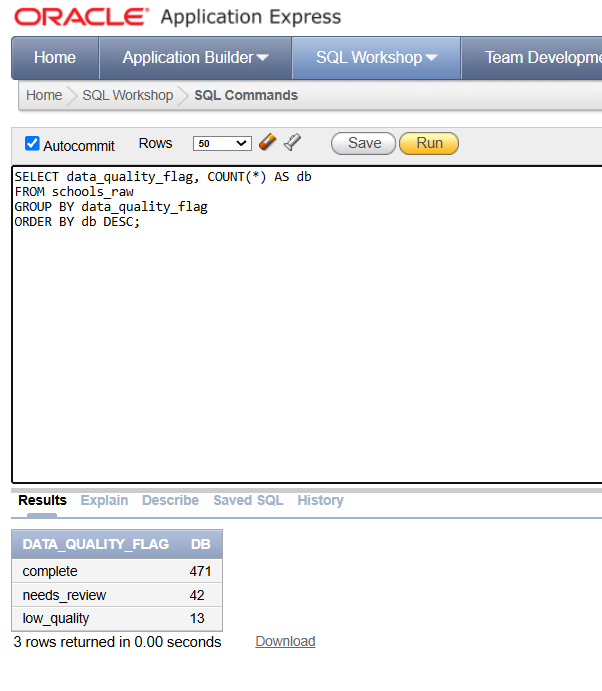 ORACLE® Application Express
Home Application Builder SQL Workshop Team Developme
Home SQL Workshop SQL Commands
Autocommit Rows 50 Save Run
SELECT data_quality_flag, COUNT(*) AS db
FROM schools_raw
GROUP BY data_quality_flag
ORDER BY db DESC;
Results Explain Describe Saved SQL History
DATA_QUALITY_FLAG DB
complete 471
needs_review 42
low_quality 13
3 rows returned in 0.00 seconds Download